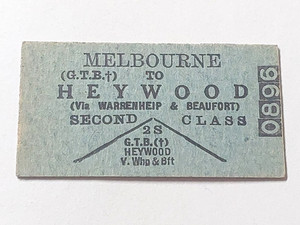 MELBOURNE
(G.T.B.†) TO
HEYWOOD
(Via WARRENHEIP & BEAUFORT)
SECOND CLASS
2S
G.T.B.(†)
HEYWOOD
V. Whp & Bft
0896